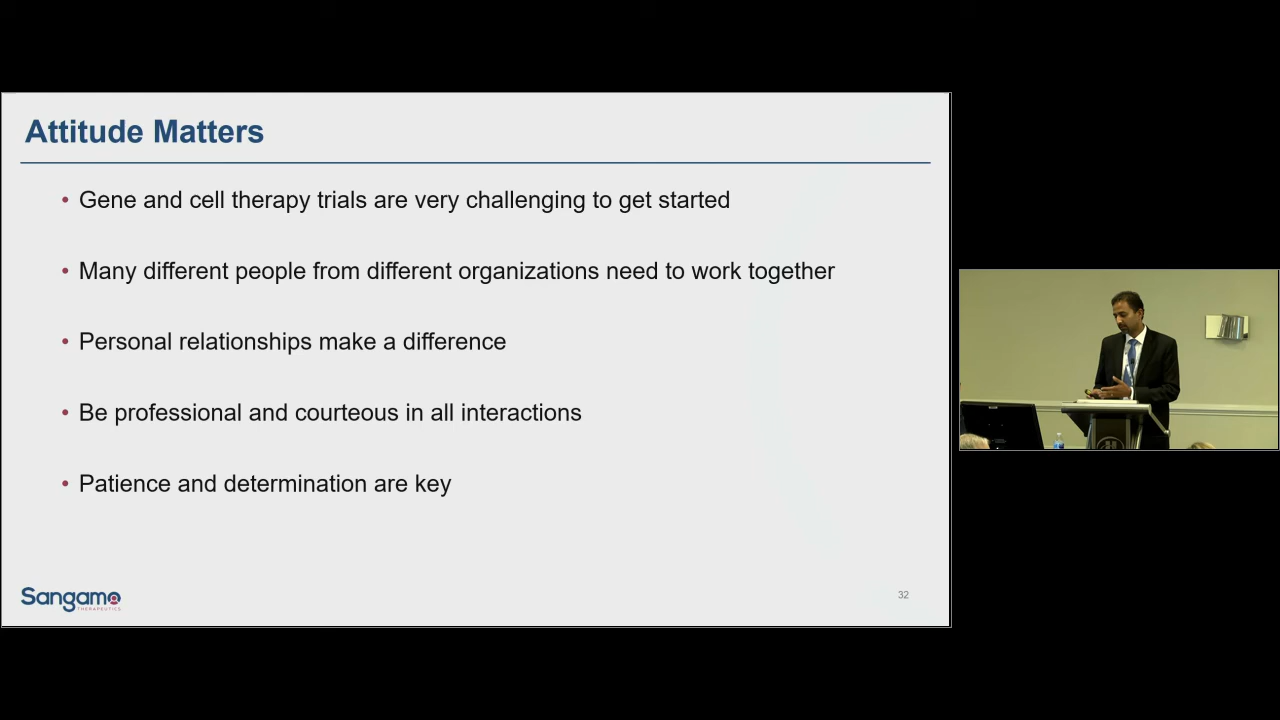 Attitude Matters
• Gene and cell therapy trials are very challenging to get started
• Many different people from different organizations need to work together
• Personal relationships make a difference
• Be professional and courteous in all interactions
• Patience and determination are key
Sangamo
THERAPEUTICS
32